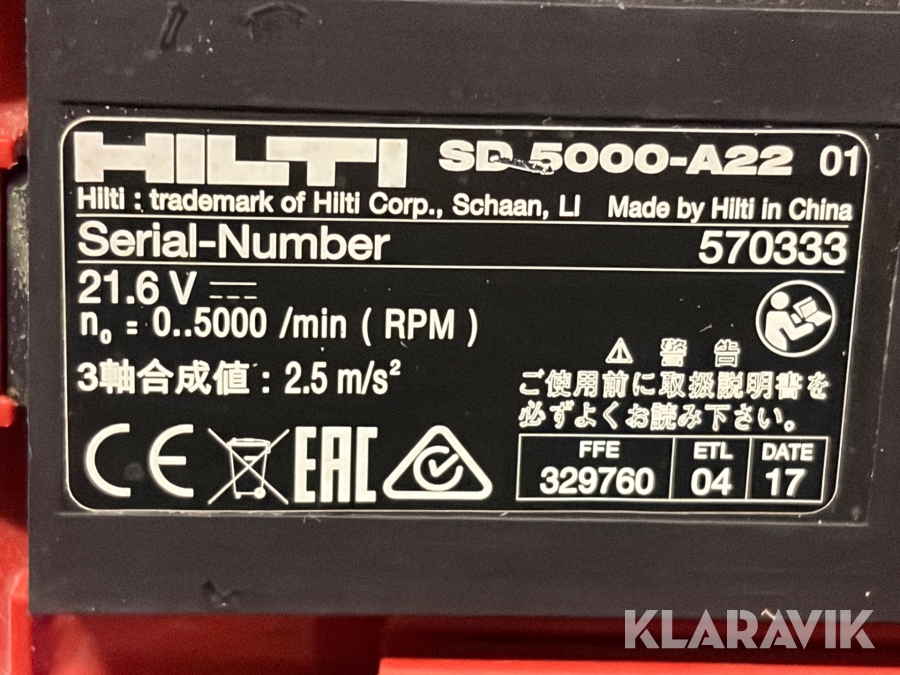 HILTI SD 5000-A22 01
Hilti : trademark of Hilti Corp., Schaan, LI Made by Hilti in China
Serial-Number 570333
21.6 V
n₀ = 0..5000 /min ( RPM )
3軸合成値 : 2.5 m/s²
⚠ 警 告
ご使用前に取扱説明書を
必ずよくお読み下さい。
CE EAC
FFE ETL DATE
329760 04 17
KLARAVIK